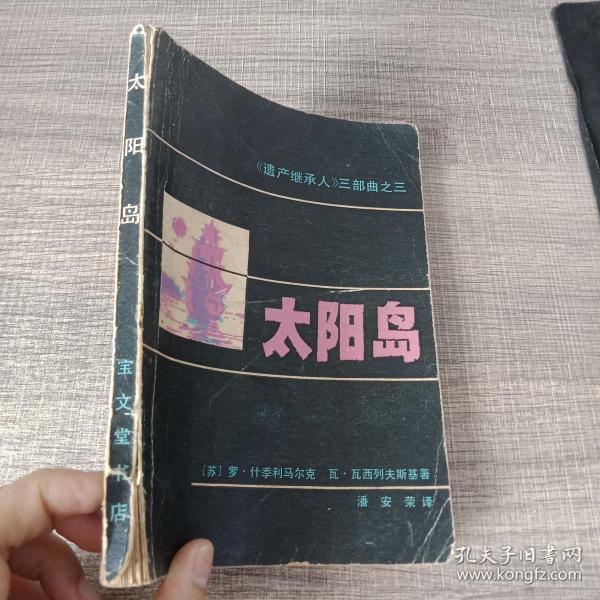 太阳岛
宝文堂书店
《遗产继承人》三部曲之三
太阳岛
[苏]罗·什季利马尔克 瓦·瓦西列夫斯基著
潘安荣译
孔夫子旧书网
www.kongfz.com